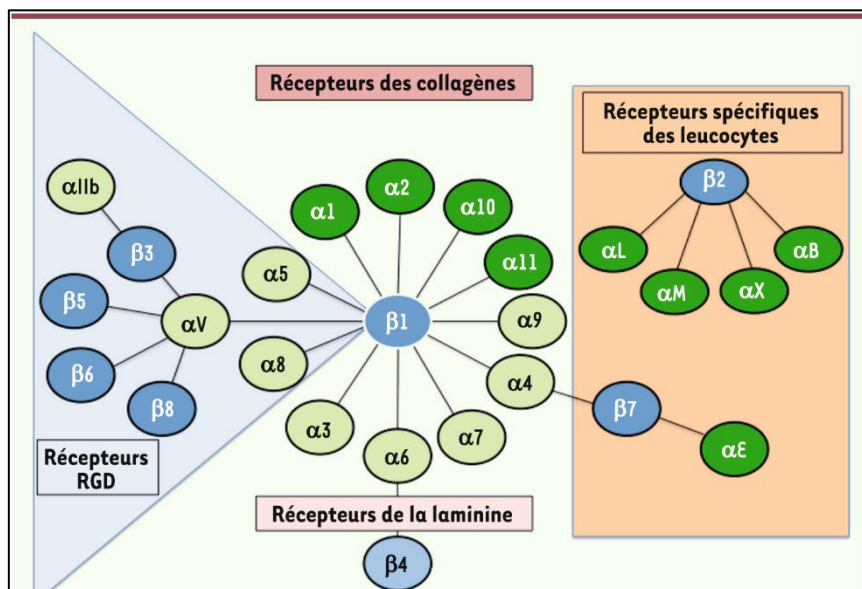 Récepteurs des collagènes
Récepteurs spécifiques
des leucocytes
αIIb
β3
β5
αV
β6
β8
Récepteurs
RGD
α5
α8
α1
α2
α10
α11
β1
α9
α4
α3
α6
α7
Récepteurs de la laminine
β4
β2
αL
αM
αX
αB
β7
αE